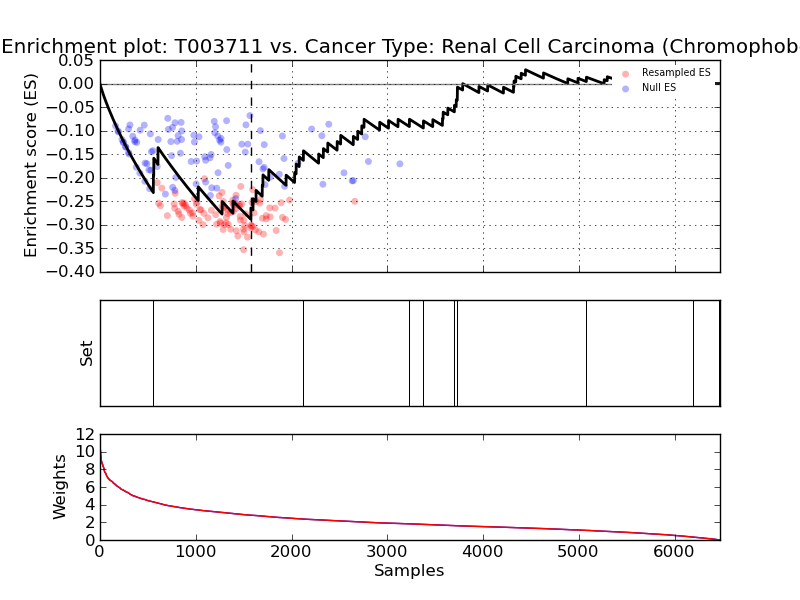 Enrichment plot: T003711 vs. Cancer Type: Renal Cell Carcinoma (Chromophob
0.05
0.00
−0.05
−0.10
−0.15
−0.20
−0.25
−0.30
−0.35
−0.40
Enrichment score (ES)
Resampled ES
Null ES
Set
12
10
8
6
4
2
0
Weights
0 1000 2000 3000 4000 5000 6000
Samples